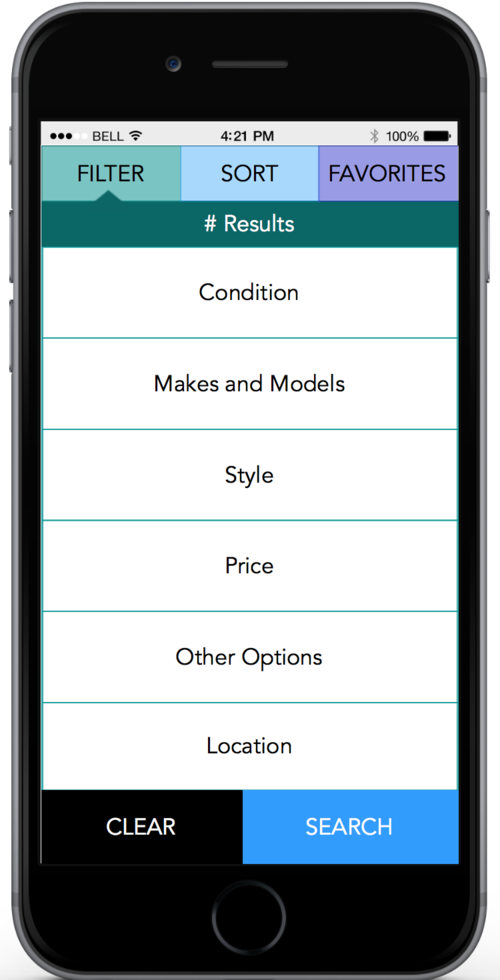 BELL 4:21 PM 100%
FILTER SORT FAVORITES
# Results
Condition
Makes and Models
Style
Price
Other Options
Location
CLEAR SEARCH